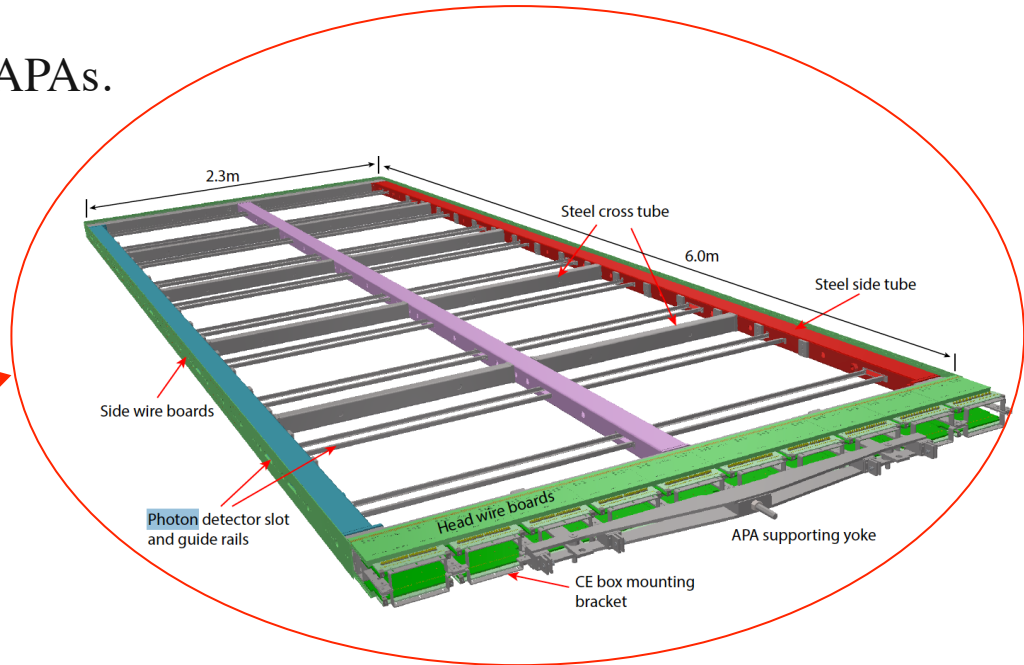 APAs.
2.3m
Steel cross tube
6.0m
Steel side tube
Side wire boards
Photon detector slot
and guide rails
Head wire boards
APA supporting yoke
CE box mounting
bracket